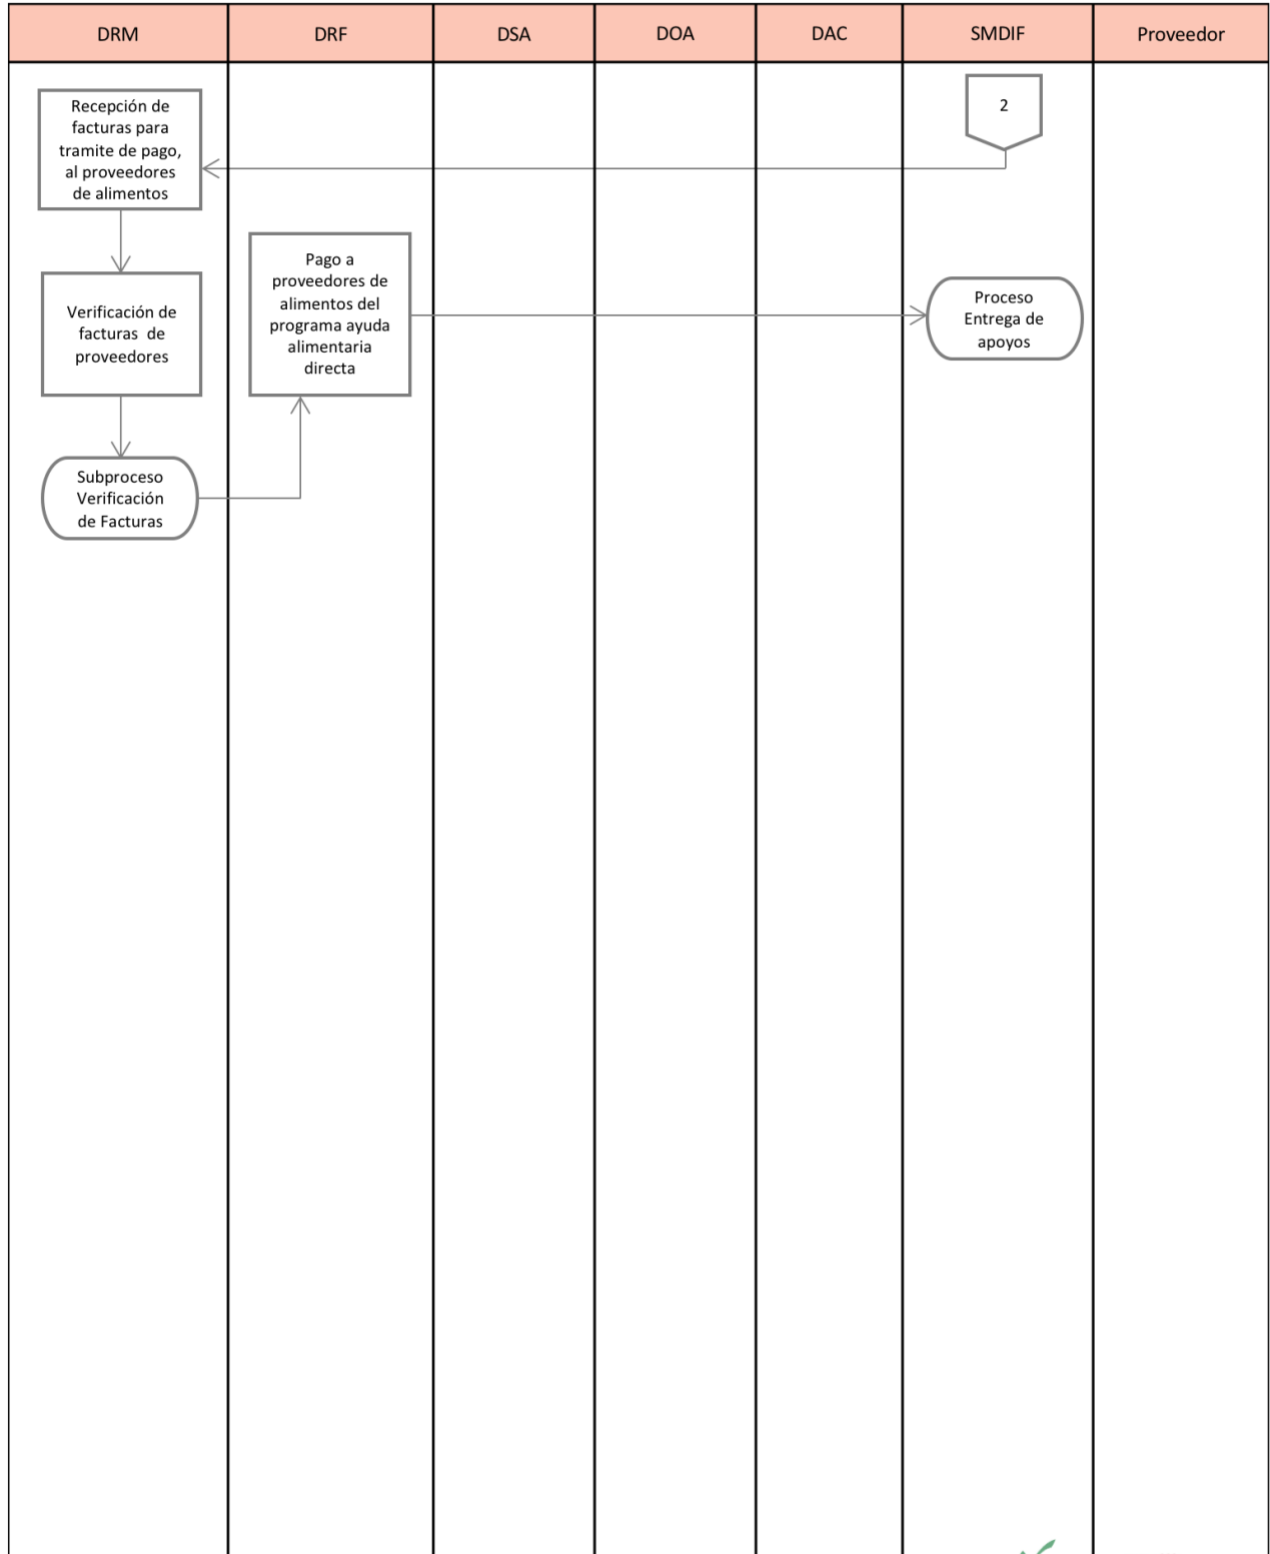 DRM
DRF
DSA
DOA
DAC
SMDIF
Proveedor
2
Recepción de
facturas para
tramite de pago,
al proveedores
de alimentos
Verificación de
facturas de
proveedores
Subproceso
Verificación
de Facturas
Pago a
proveedores de
alimentos del
programa ayuda
alimentaria
directa
Proceso
Entrega de
apoyos